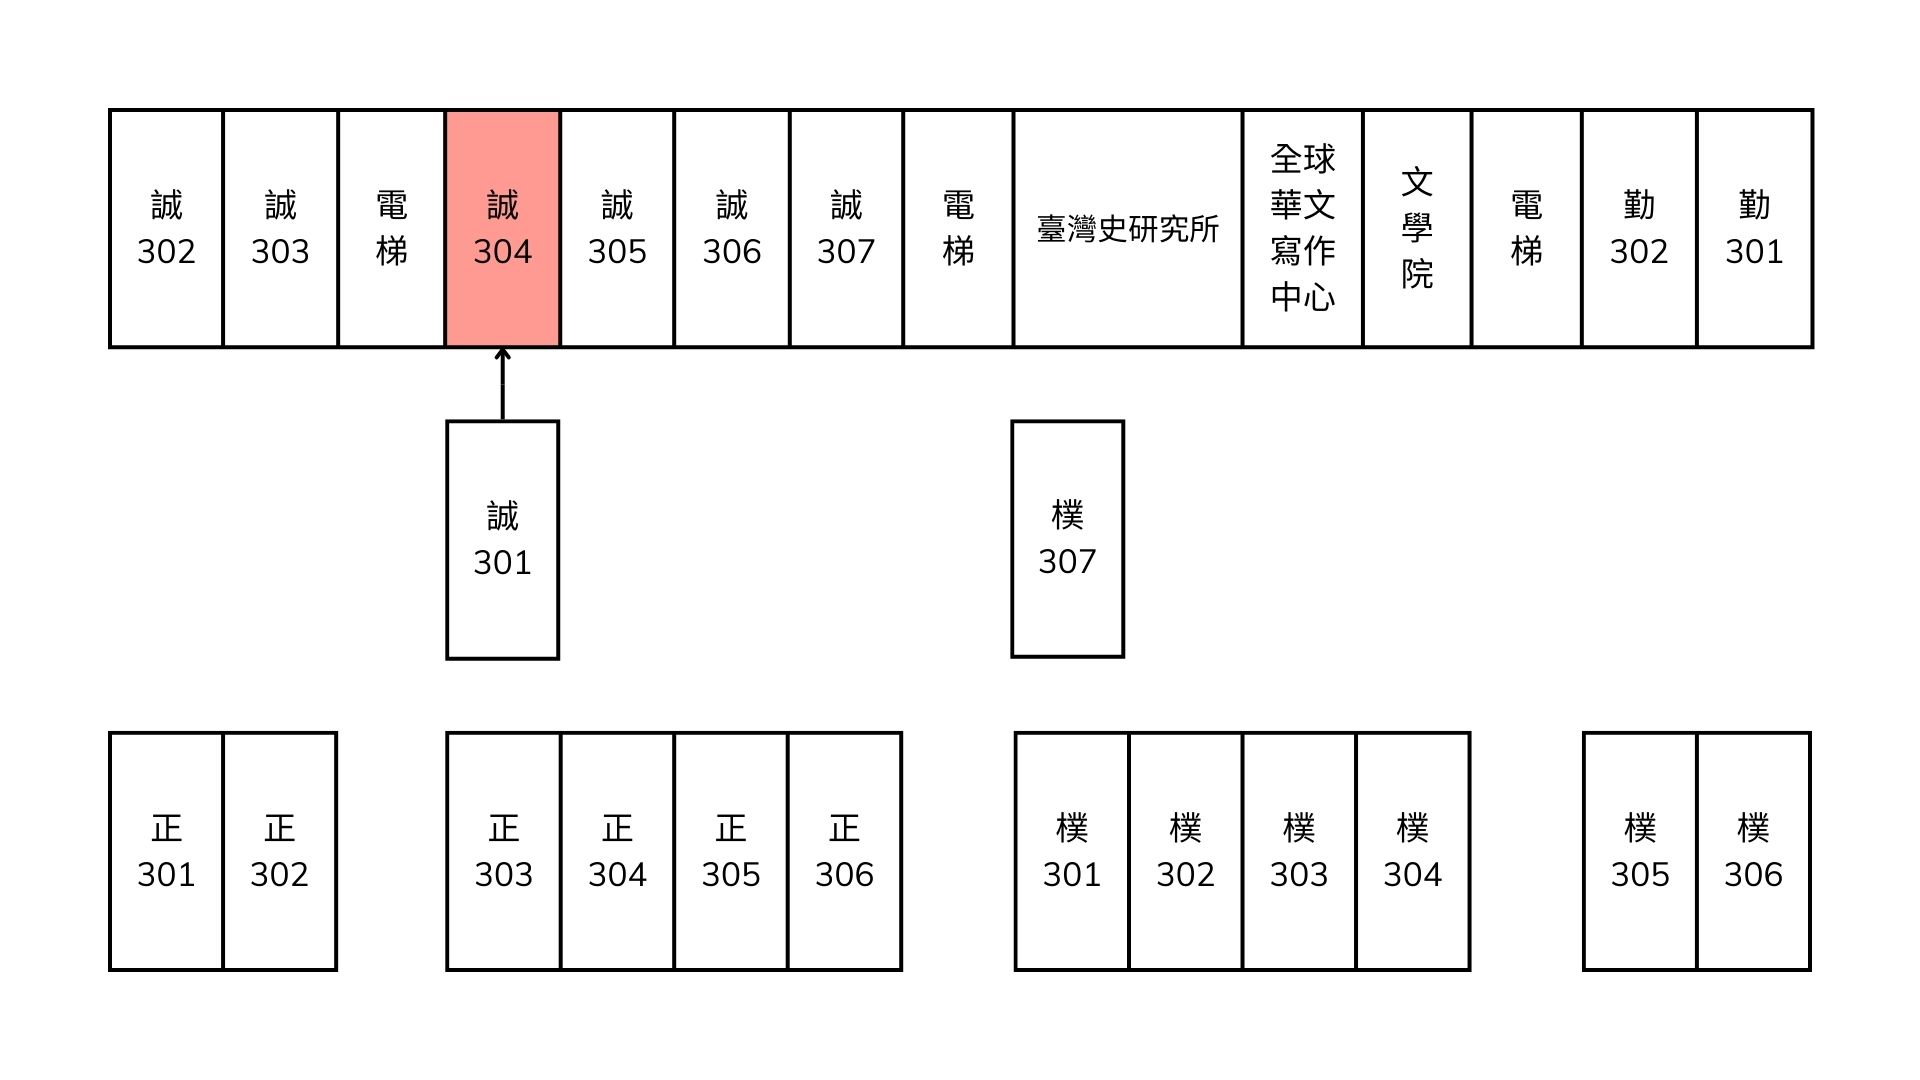 誠
302
誠
303
電
梯
誠
304
誠
305
誠
306
誠
307
電
梯
臺灣史研究所
全球
華文
寫作
中心
文
學
院
電
梯
勤
302
勤
301
誠
301
樸
307
正
301
正
302
正
303
正
304
正
305
正
306
樸
301
樸
302
樸
303
樸
304
樸
305
樸
306